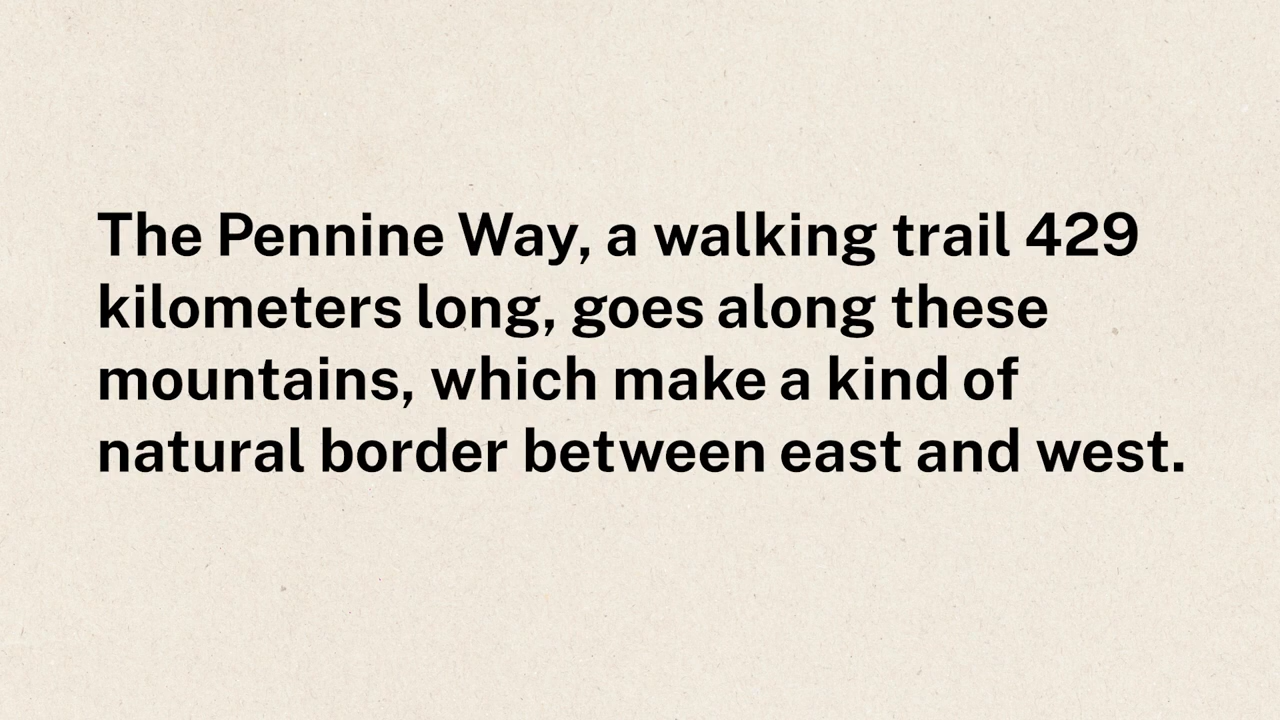 The Pennine Way, a walking trail 429
kilometers long, goes along these
mountains, which make a kind of
natural border between east and west.